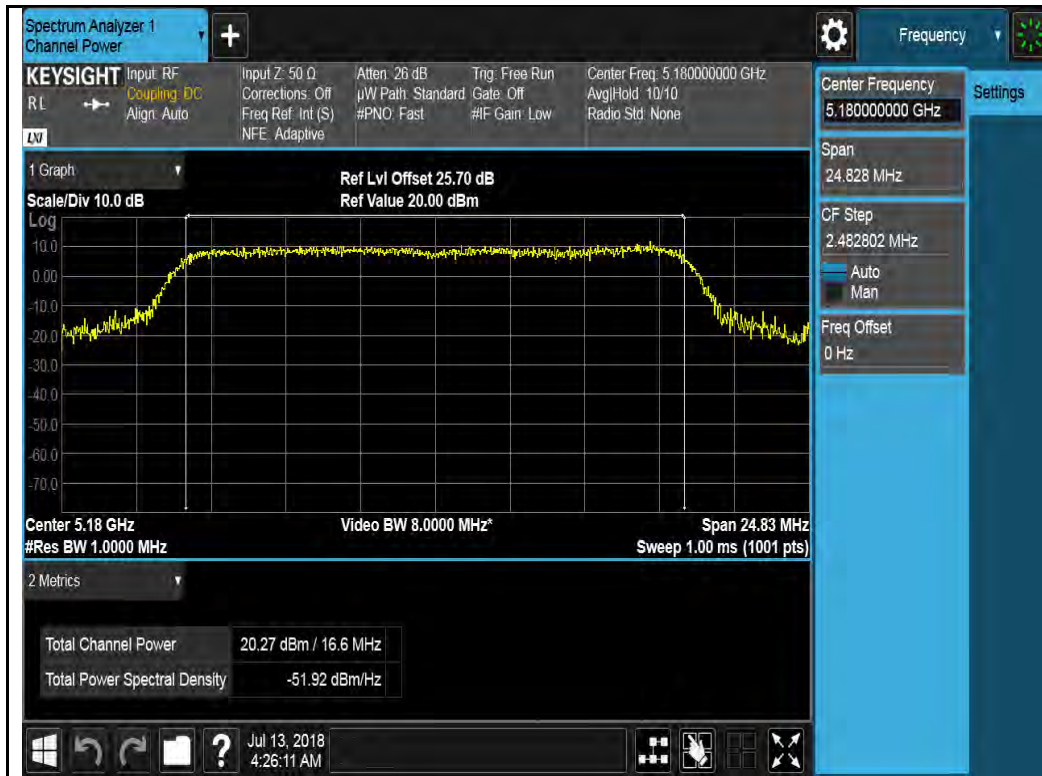 Spectrum Analyzer 1
Channel Power
+
Frequency
KEYSIGHT
Input: RF
Coupling: DC
Align: Auto
RL
LXI
Input Z: 50 Ω
Corrections: Off
Freq Ref: Int (S)
NFE: Adaptive
Atten: 26 dB
µW Path: Standard
#PNO: Fast
Trig: Free Run
Gate: Off
#IF Gain: Low
Center Freq: 5.180000000 GHz
Avg|Hold: 10/10
Radio Std: None
Center Frequency
5.180000000 GHz
Settings
Span
24.828 MHz
CF Step
2.482802 MHz
Auto
Man
Freq Offset
0 Hz
1 Graph
Scale/Div 10.0 dB
Ref Lvl Offset 25.70 dB
Ref Value 20.00 dBm
Log
10.0
0.00
-10.0
-20.0
-30.0
-40.0
-50.0
-60.0
-70.0
Center 5.18 GHz
#Res BW 1.0000 MHz
Video BW 8.0000 MHz*
Span 24.83 MHz
Sweep 1.00 ms (1001 pts)
2 Metrics
Total Channel Power 20.27 dBm / 16.6 MHz
Total Power Spectral Density -51.92 dBm/Hz
?
Jul 13, 2018
4:26:11 AM